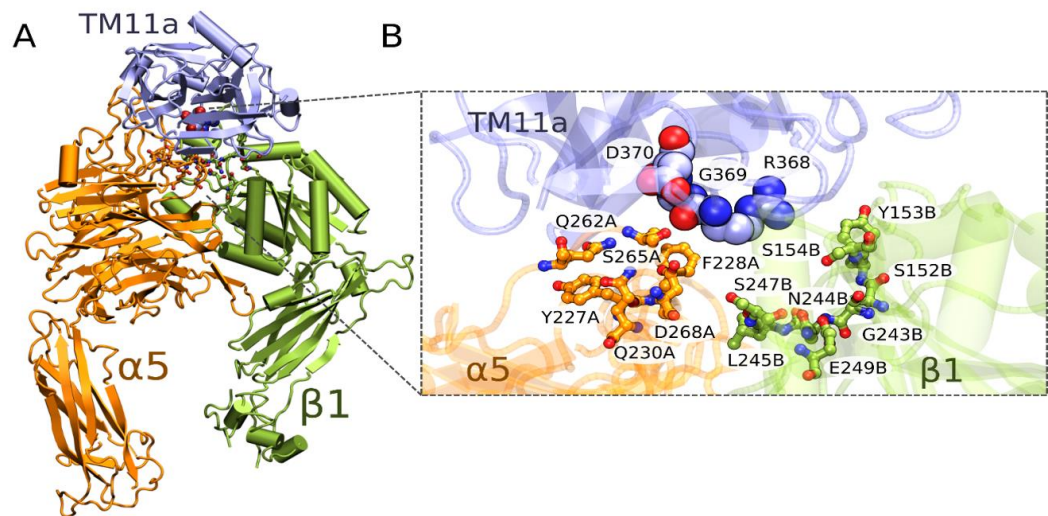 A
TM11a
α5
β1
B
TM11a
D370
G369
R368
Q262A
S265A
F228A
Y227A
D268A
Q230A
Y153B
S154B
S152B
S247B
N244B
G243B
L245B
E249B
α5
β1